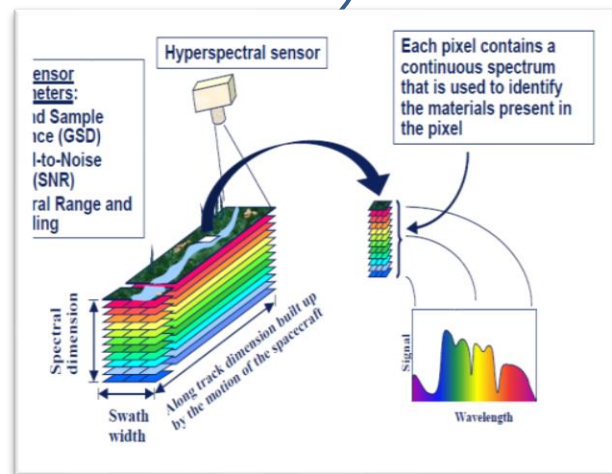 Hyperspectral sensor
ensor
eters:
nd Sample
nce (GSD)
l-to-Noise
(SNR)
ral Range and
ling
Each pixel contains a
continuous spectrum
that is used to identify
the materials present in
the pixel
Spectral
dimension
Swath
width
Along track dimension built up
by the motion of the spacecraft
Signal
Wavelength